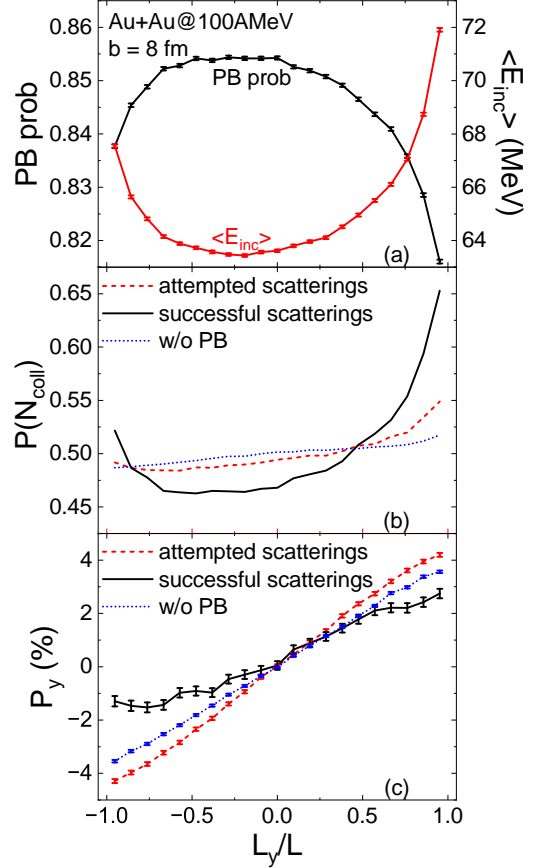 Au+Au@100AMeV
b = 8 fm
PB prob
<E_inc>
(a)
0.86
0.85
0.84
0.83
0.82
PB prob
72
70
68
66
64
<E_inc> (MeV)
attempted scatterings
successful scatterings
w/o PB
(b)
0.65
0.60
0.55
0.50
0.45
P(N_coll)
attempted scatterings
successful scatterings
w/o PB
(c)
4
2
0
−2
−4
P_y (%)
−1.0 −0.5 0.0 0.5 1.0
L_y/L